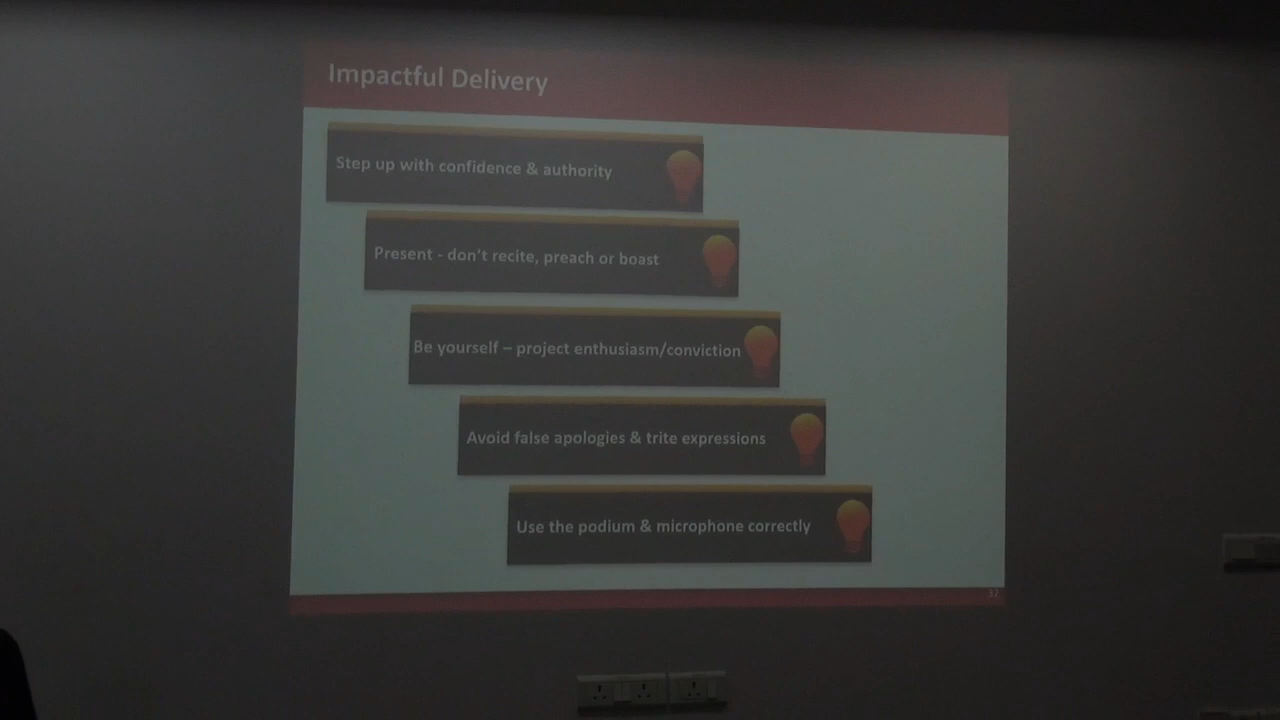 Impactful Delivery
Step up with confidence & authority
Present - don't recite, preach or boast
Be yourself – project enthusiasm/conviction
Avoid false apologies & trite expressions
Use the podium & microphone correctly
32